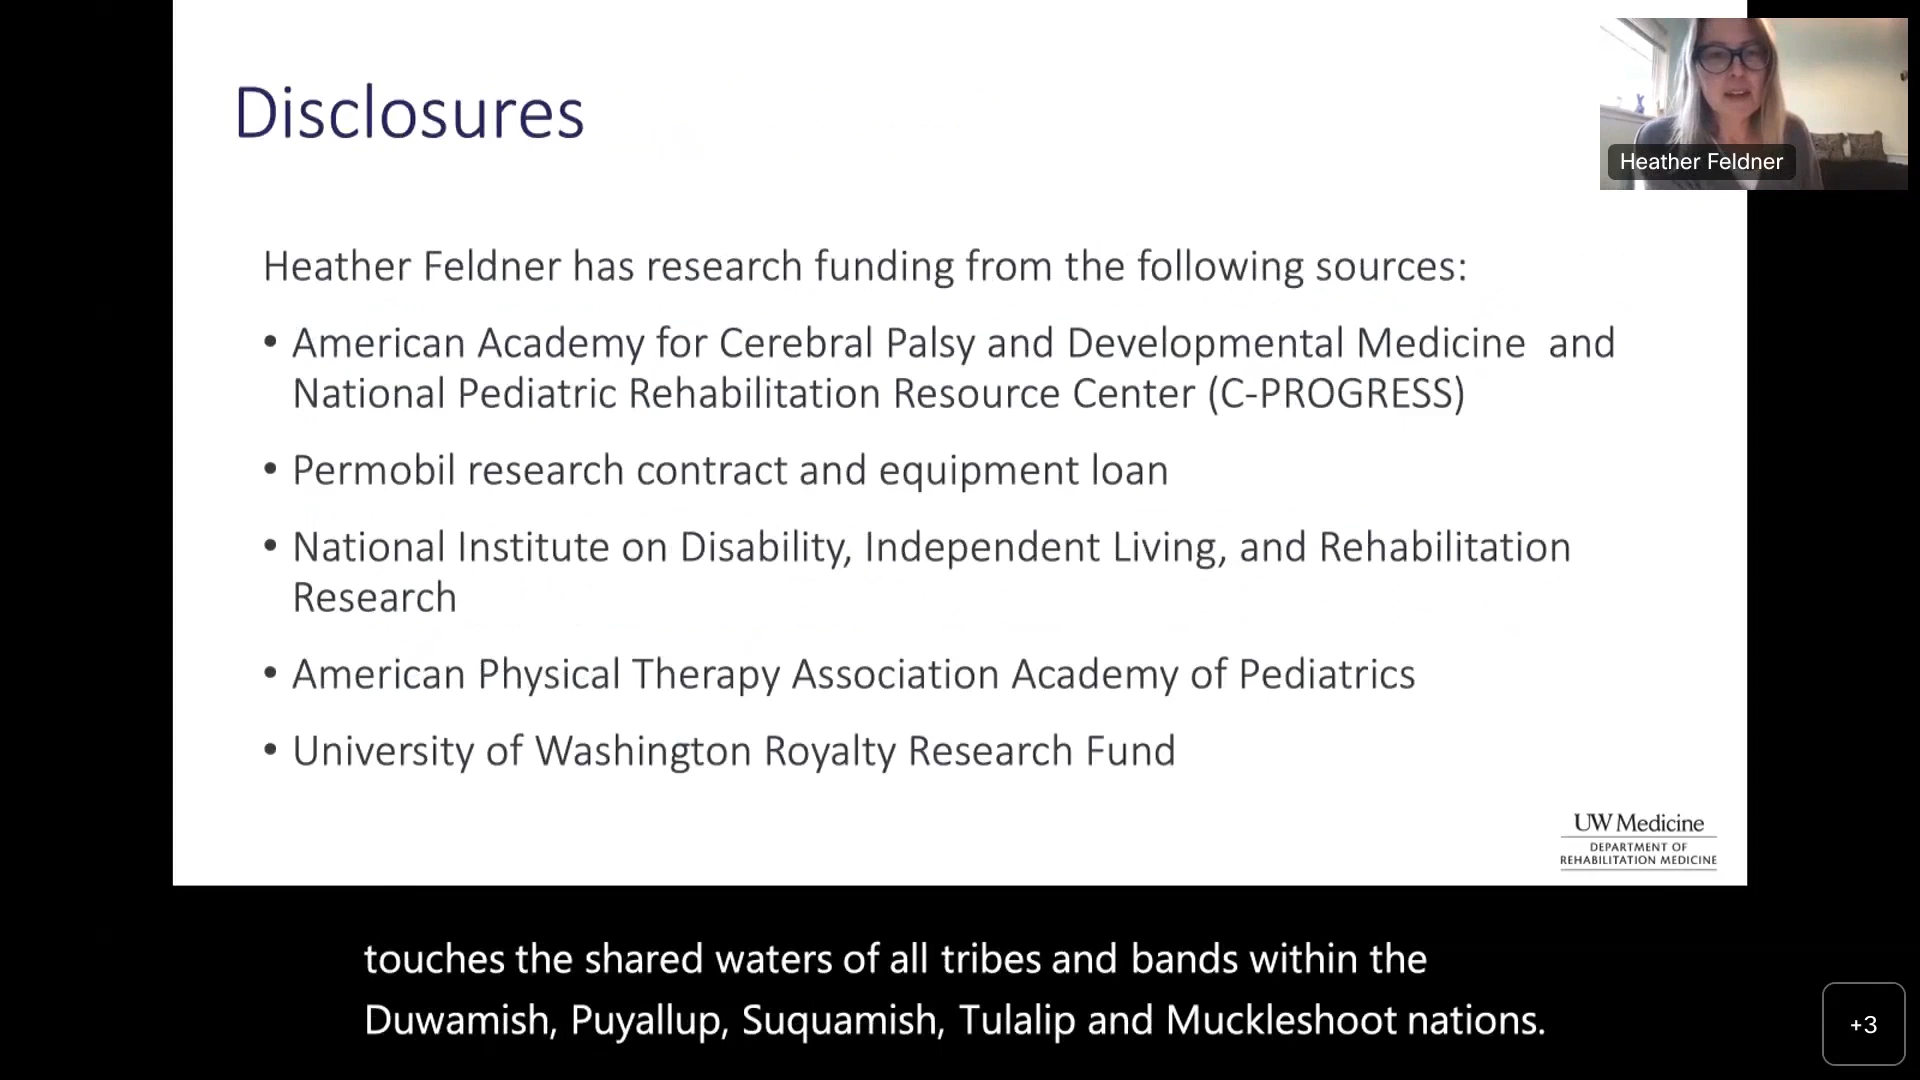 Disclosures
Heather Feldner
Heather Feldner has research funding from the following sources:
• American Academy for Cerebral Palsy and Developmental Medicine  and
National Pediatric Rehabilitation Resource Center (C-PROGRESS)
• Permobil research contract and equipment loan
• National Institute on Disability, Independent Living, and Rehabilitation
Research
• American Physical Therapy Association Academy of Pediatrics
• University of Washington Royalty Research Fund
UW Medicine
DEPARTMENT OF
REHABILITATION MEDICINE
touches the shared waters of all tribes and bands within the
Duwamish, Puyallup, Suquamish, Tulalip and Muckleshoot nations.
+3